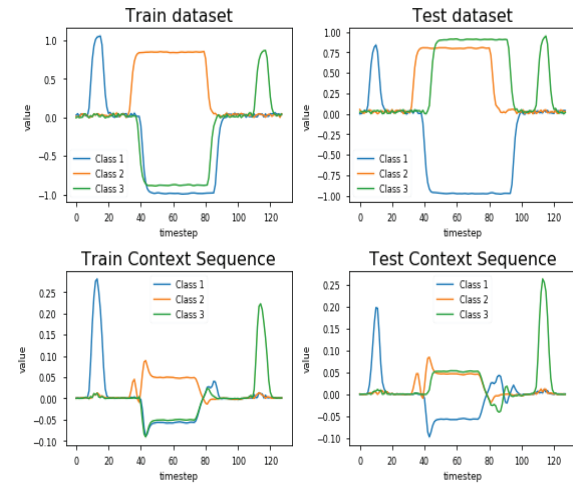 Train dataset
1.0
0.5
0.0
−0.5
−1.0
value
Class 1
Class 2
Class 3
0 20 40 60 80 100 120
timestep
Test dataset
1.00
0.75
0.50
0.25
0.00
−0.25
−0.50
−0.75
−1.00
value
Class 1
Class 2
Class 3
0 20 40 60 80 100 120
timestep
Train Context Sequence
0.25
0.20
0.15
0.10
0.05
0.00
−0.05
−0.10
value
Class 1
Class 2
Class 3
0 20 40 60 80 100 120
timestep
Test Context Sequence
0.25
0.20
0.15
0.10
0.05
0.00
−0.05
−0.10
value
Class 1
Class 2
Class 3
0 20 40 60 80 100 120
timestep